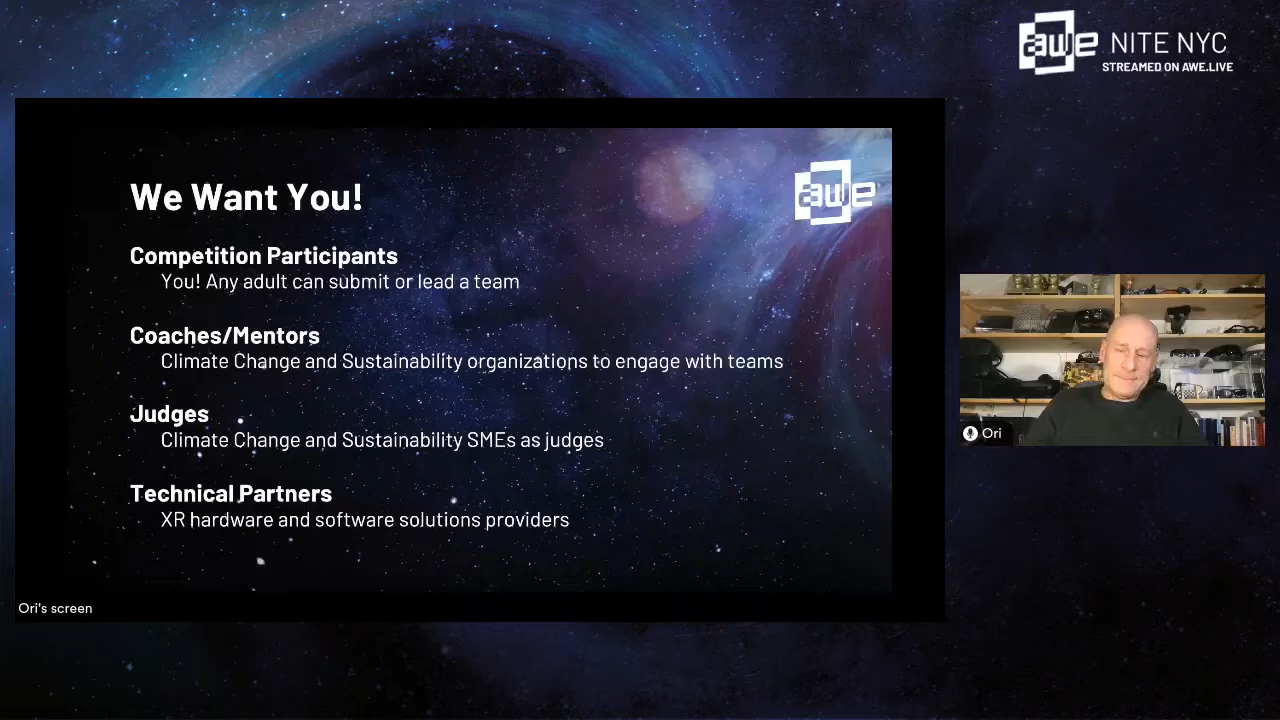 awe NITE NYC
STREAMED ON AWE.LIVE
awe
We Want You!
Competition Participants
You! Any adult can submit or lead a team
Coaches/Mentors
Climate Change and Sustainability organizations to engage with teams
Judges
Climate Change and Sustainability SMEs as judges
Technical Partners
XR hardware and software solutions providers
Ori
Ori's screen